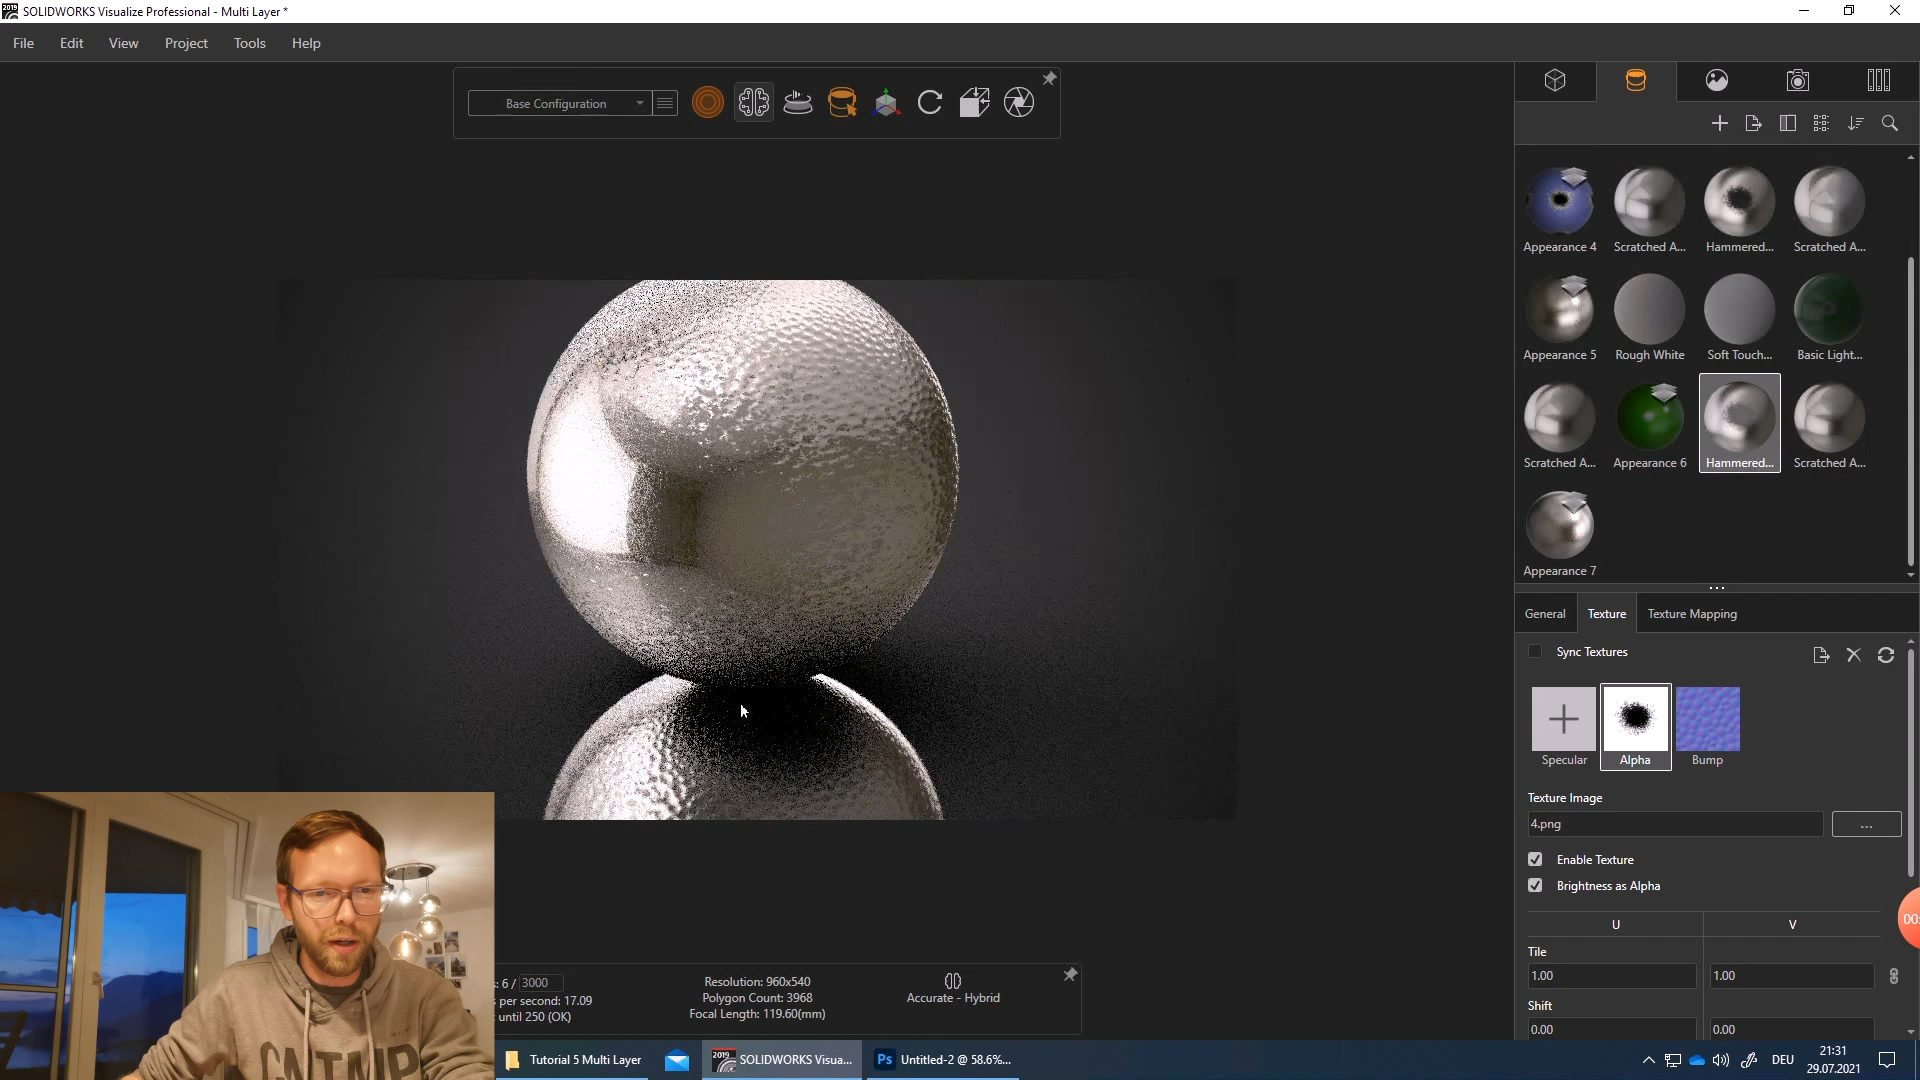 2019 SOLIDWORKS Visualize Professional - Multi Layer *
File Edit View Project Tools Help
Base Configuration
Appearance 4 Scratched A... Hammered... Scratched A...
Appearance 5 Rough White Soft Touch... Basic Light...
Scratched A... Appearance 6 Hammered... Scratched A...
Appearance 7
General Texture Texture Mapping
Sync Textures
Specular Alpha Bump
Texture Image
4.png ...
Enable Texture
Brightness as Alpha
U V
Tile
1.00 1.00
Shift
0.00 0.00
00:
: 6 / 3000
per second: 17.09
until 250 (OK)
Resolution: 960x540
Polygon Count: 3968
Focal Length: 119.60(mm)
Accurate - Hybrid
Tutorial 5 Multi Layer
2019 SOLIDWORKS Visua...
Ps Untitled-2 @ 58.6%...
DEU
21:31
29.07.2021